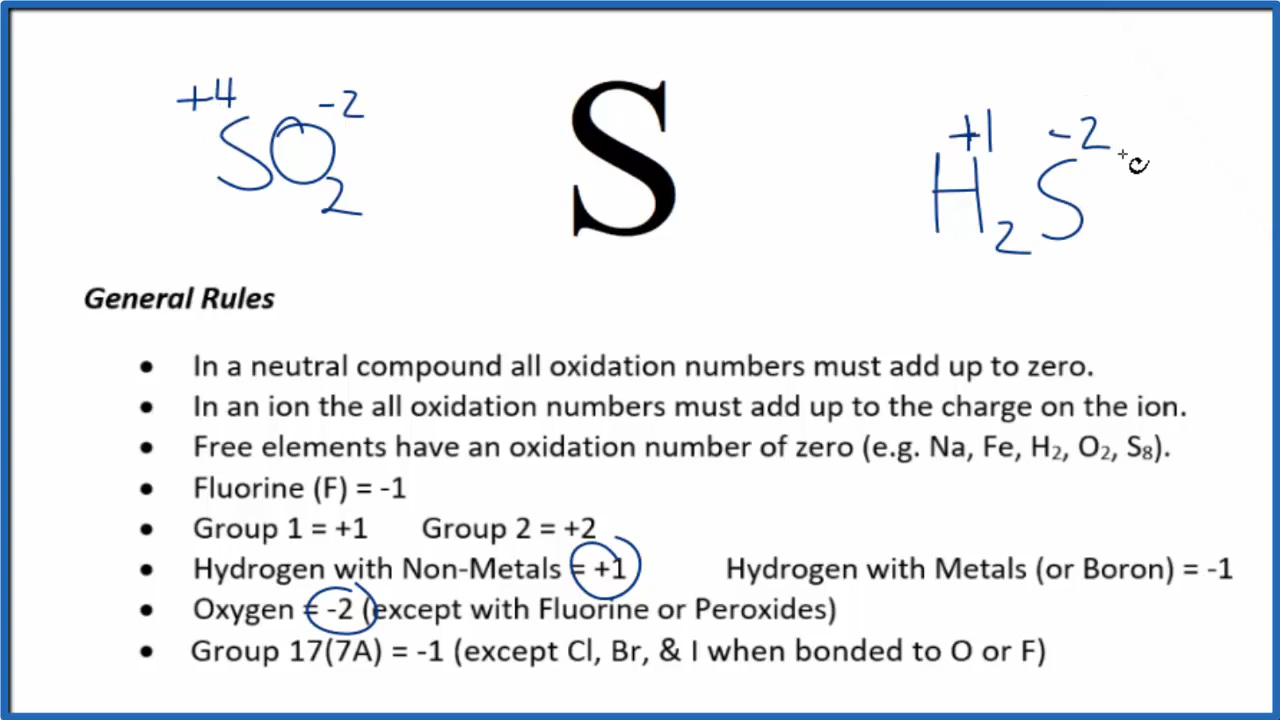 +4 -2
SO2
S
+1 -2
H2S
General Rules
• In a neutral compound all oxidation numbers must add up to zero.
• In an ion the all oxidation numbers must add up to the charge on the ion.
• Free elements have an oxidation number of zero (e.g. Na, Fe, H₂, O₂, S₈).
• Fluorine (F) = -1
• Group 1 = +1 Group 2 = +2
• Hydrogen with Non-Metals = +1 Hydrogen with Metals (or Boron) = -1
• Oxygen = -2 (except with Fluorine or Peroxides)
• Group 17(7A) = -1 (except Cl, Br, & I when bonded to O or F)